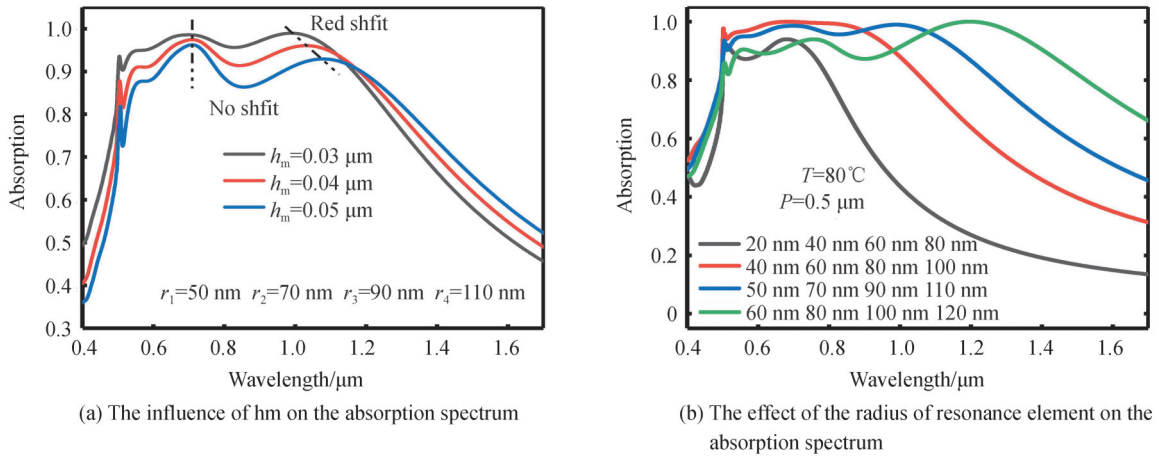 1.0
0.9
0.8
0.7
0.6
0.5
0.4
0.3
Absorption
Red shfit
No shfit
hm=0.03 μm
hm=0.04 μm
hm=0.05 μm
r1=50 nm r2=70 nm r3=90 nm r4=110 nm
0.4 0.6 0.8 1.0 1.2 1.4 1.6
Wavelength/μm
(a) The influence of hm on the absorption spectrum
1.0
0.8
0.6
0.4
0.2
0
Absorption
T=80℃
P=0.5 μm
20 nm 40 nm 60 nm 80 nm
40 nm 60 nm 80 nm 100 nm
50 nm 70 nm 90 nm 110 nm
60 nm 80 nm 100 nm 120 nm
0.4 0.6 0.8 1.0 1.2 1.4 1.6
Wavelength/μm
(b) The effect of the radius of resonance element on the
absorption spectrum